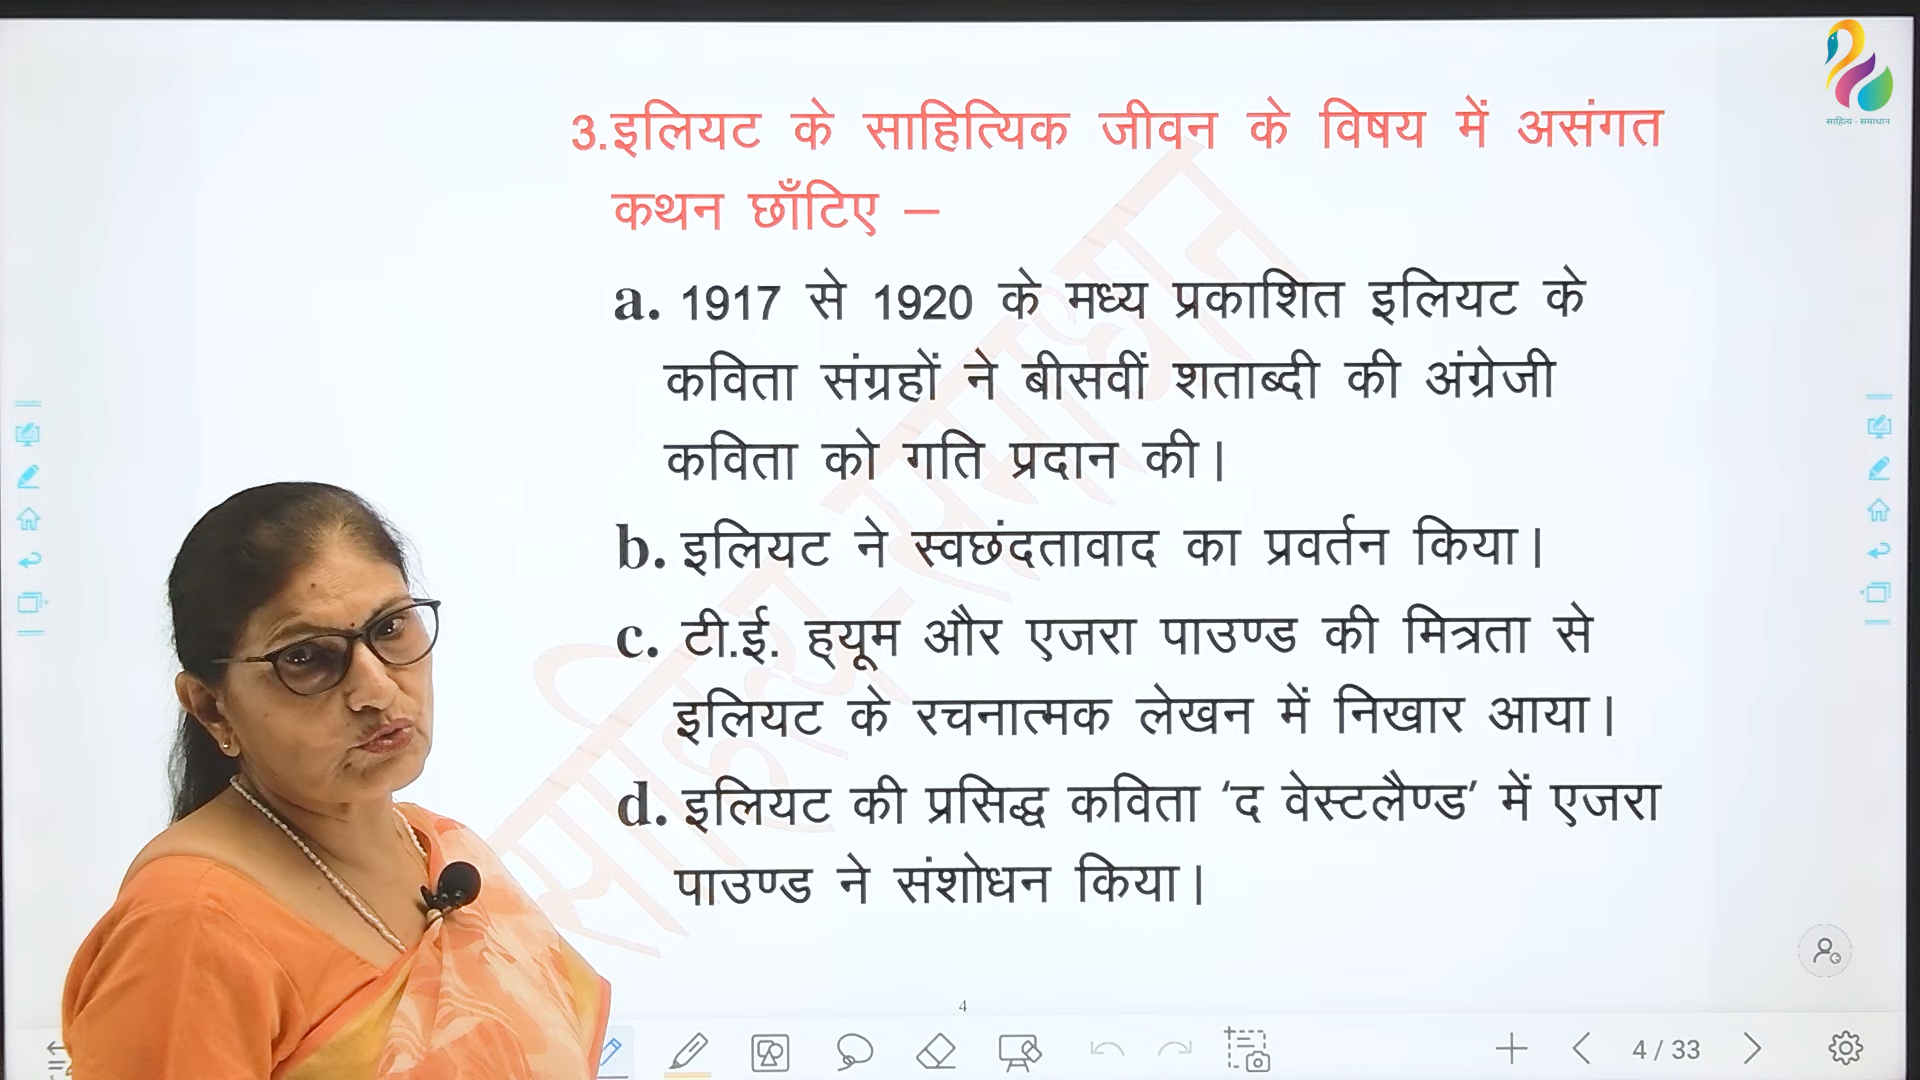 साहित्य - समाधान
3.इलियट के साहित्यिक जीवन के विषय में असंगत
कथन छाँटिए –
a. 1917 से 1920 के मध्य प्रकाशित इलियट के
कविता संग्रहों ने बीसवीं शताब्दी की अंग्रेजी
कविता को गति प्रदान की।
b. इलियट ने स्वछंदतावाद का प्रवर्तन किया।
c. टी.ई. ह्यूम और एजरा पाउण्ड की मित्रता से
इलियट के रचनात्मक लेखन में निखार आया।
d. इलियट की प्रसिद्ध कविता ‘द वेस्टलैण्ड’ में एजरा
पाउण्ड ने संशोधन किया।
साहित्य-समाधान
4
4 / 33